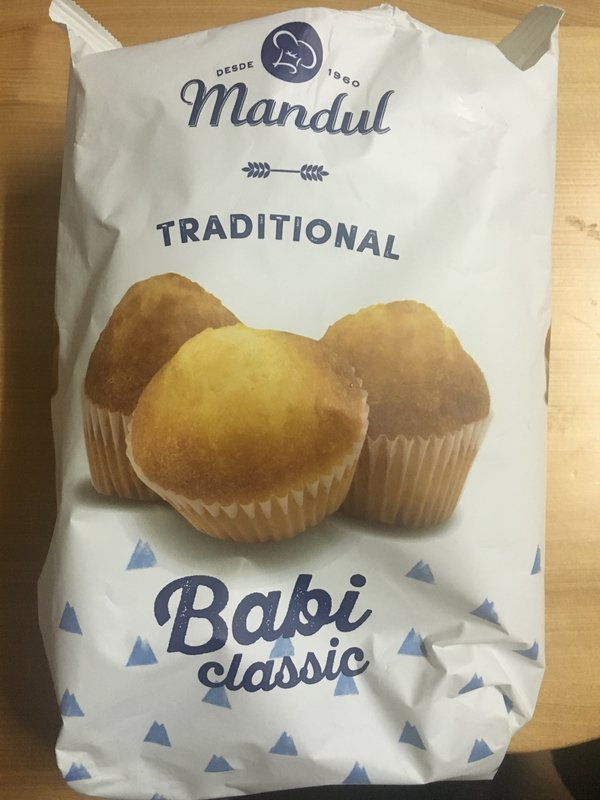 DESDE 1960
Mandul
TRADITIONAL
Babi
classic